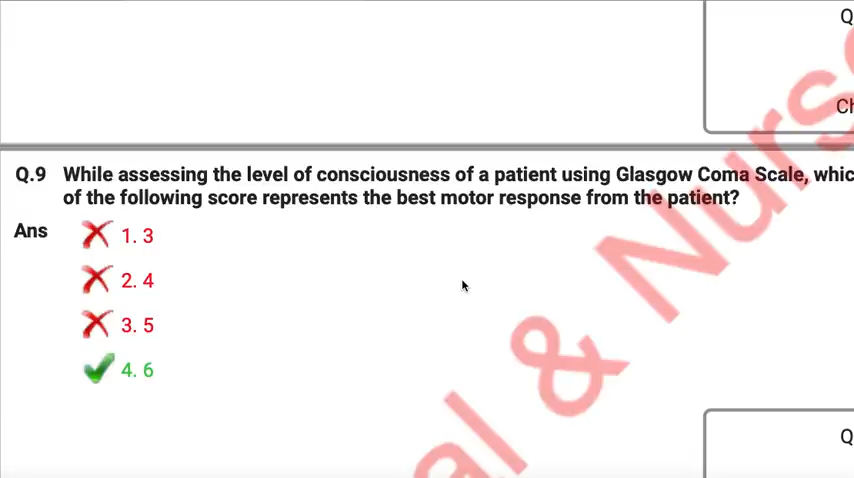 Q
Ch
Q.9 While assessing the level of consciousness of a patient using Glasgow Coma Scale, whic
of the following score represents the best motor response from the patient?
Ans
1. 3
2. 4
3. 5
4. 6
al & Nurs
Q